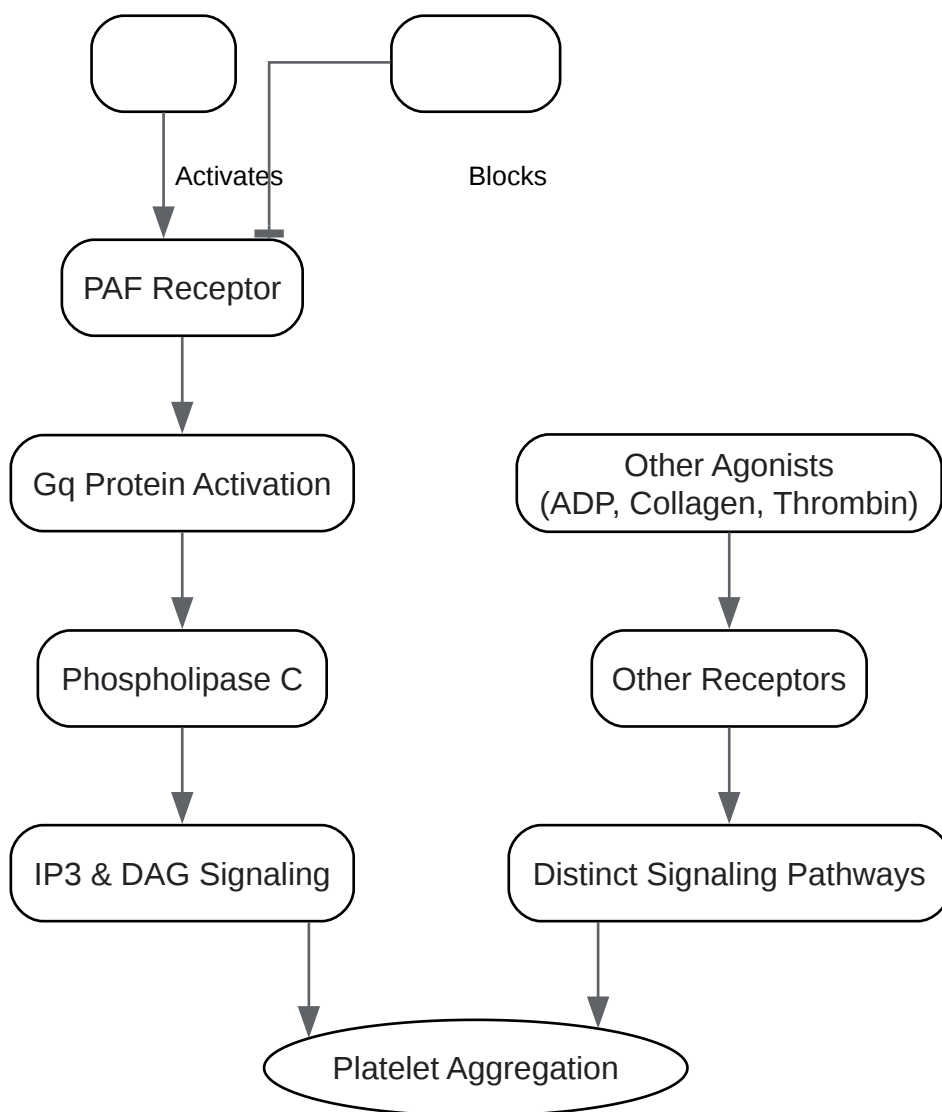 Activates
Blocks
PAF Receptor
Gq Protein Activation
Other Agonists
(ADP, Collagen, Thrombin)
Phospholipase C
Other Receptors
IP3 & DAG Signaling
Distinct Signaling Pathways
Platelet Aggregation